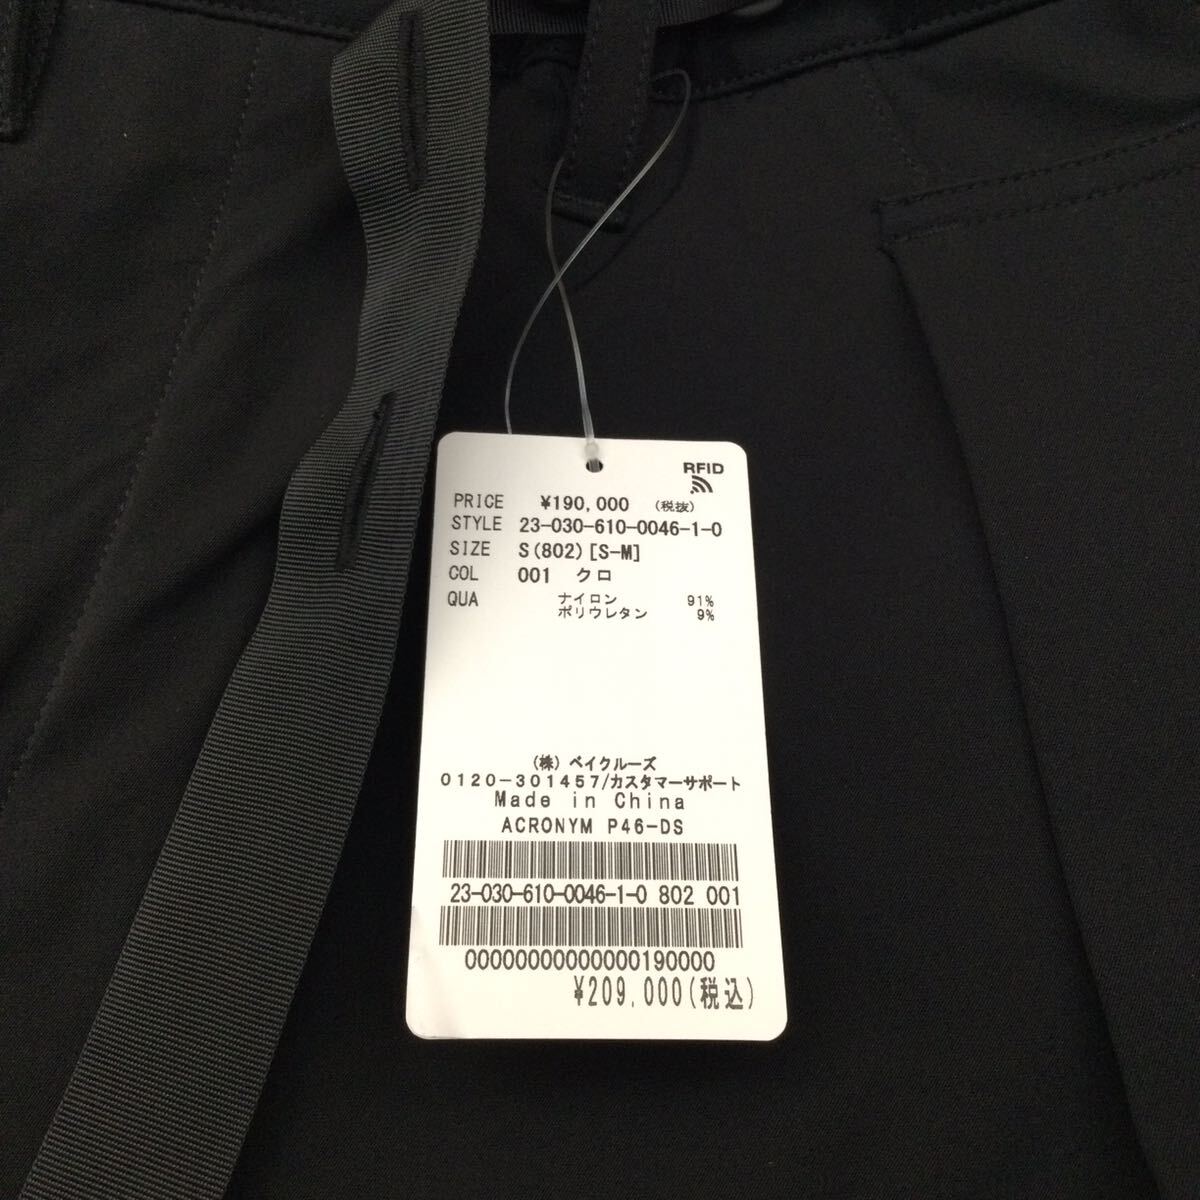 RFID
PRICE ¥190,000 (税抜)
STYLE 23-030-610-0046-1-0
SIZE S(802)[S-M]
COL 001 クロ
QUA ナイロン 91%
ポリウレタン 9%
(株)ベイクルーズ
0120-301457/カスタマーサポート
Made in China
ACRONYM P46-DS
23-030-610-0046-1-0 802 001
00000000000000190000
¥209,000(税込)